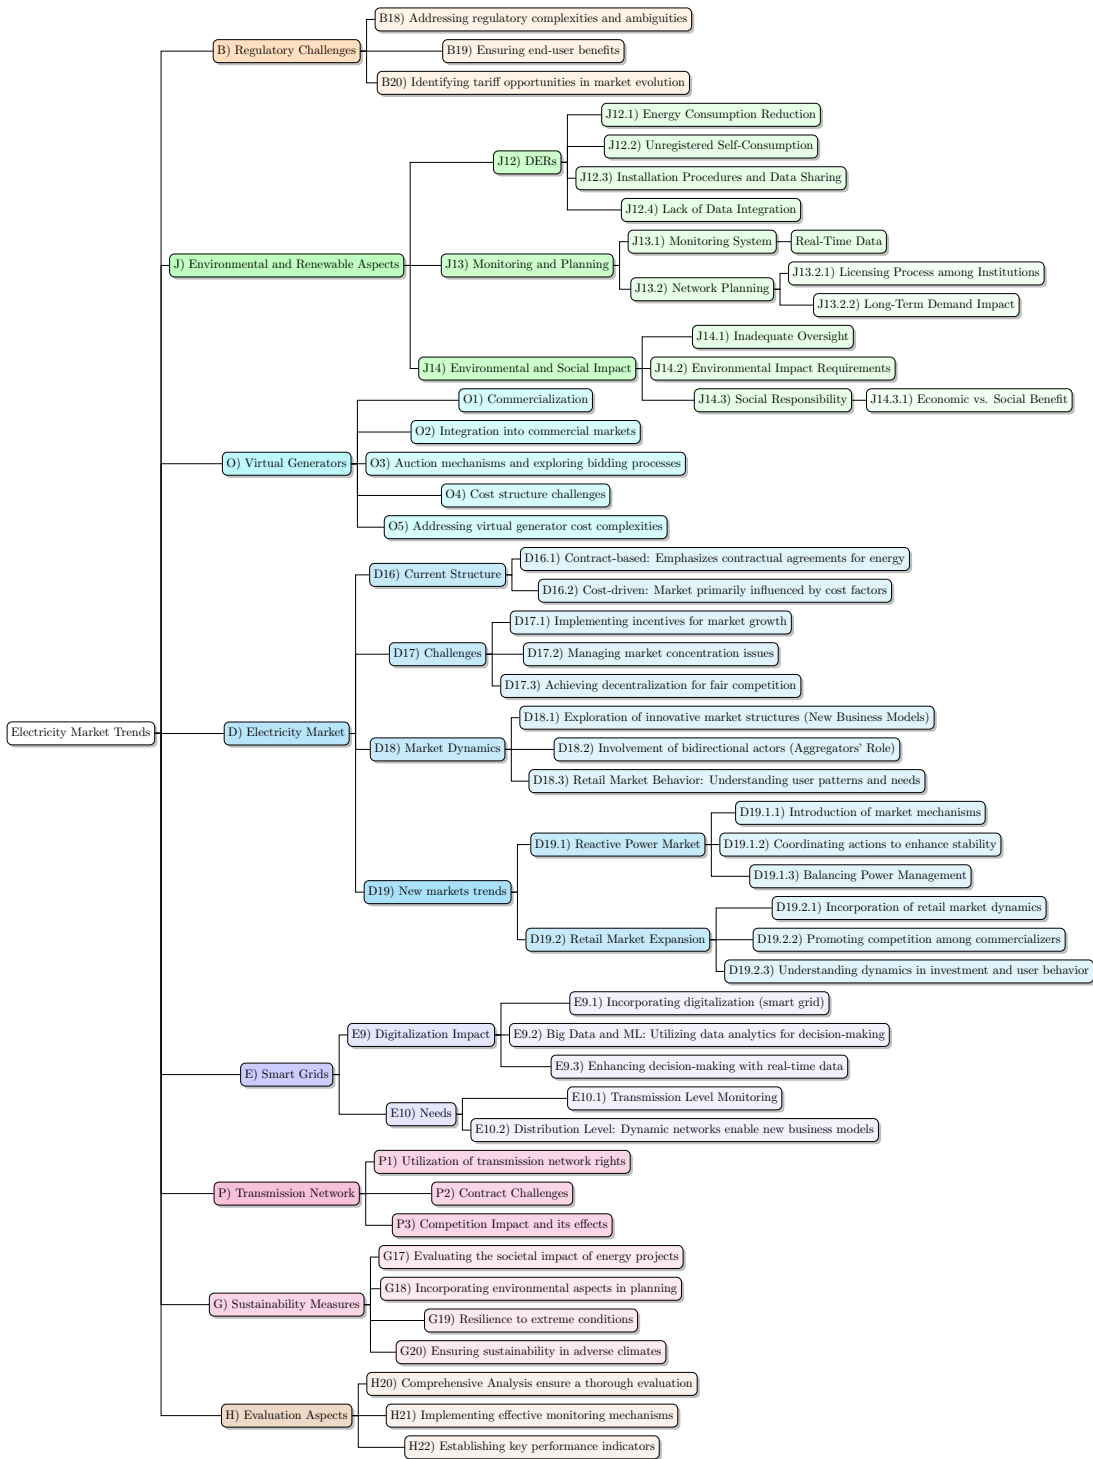 Electricity Market Trends
B) Regulatory Challenges
B18) Addressing regulatory complexities and ambiguities
B19) Ensuring end-user benefits
B20) Identifying tariff opportunities in market evolution
J) Environmental and Renewable Aspects
J12) DERs
J12.1) Energy Consumption Reduction
J12.2) Unregistered Self-Consumption
J12.3) Installation Procedures and Data Sharing
J12.4) Lack of Data Integration
J13) Monitoring and Planning
J13.1) Monitoring System
Real-Time Data
J13.2) Network Planning
J13.2.1) Licensing Process among Institutions
J13.2.2) Long-Term Demand Impact
J14) Environmental and Social Impact
J14.1) Inadequate Oversight
J14.2) Environmental Impact Requirements
J14.3) Social Responsibility
J14.3.1) Economic vs. Social Benefit
O) Virtual Generators
O1) Commercialization
O2) Integration into commercial markets
O3) Auction mechanisms and exploring bidding processes
O4) Cost structure challenges
O5) Addressing virtual generator cost complexities
D) Electricity Market
D16) Current Structure
D16.1) Contract-based: Emphasizes contractual agreements for energy
D16.2) Cost-driven: Market primarily influenced by cost factors
D17) Challenges
D17.1) Implementing incentives for market growth
D17.2) Managing market concentration issues
D17.3) Achieving decentralization for fair competition
D18) Market Dynamics
D18.1) Exploration of innovative market structures (New Business Models)
D18.2) Involvement of bidirectional actors (Aggregators' Role)
D18.3) Retail Market Behavior: Understanding user patterns and needs
D19) New markets trends
D19.1) Reactive Power Market
D19.1.1) Introduction of market mechanisms
D19.1.2) Coordinating actions to enhance stability
D19.1.3) Balancing Power Management
D19.2) Retail Market Expansion
D19.2.1) Incorporation of retail market dynamics
D19.2.2) Promoting competition among commercializers
D19.2.3) Understanding dynamics in investment and user behavior
E) Smart Grids
E9) Digitalization Impact
E9.1) Incorporating digitalization (smart grid)
E9.2) Big Data and ML: Utilizing data analytics for decision-making
E9.3) Enhancing decision-making with real-time data
E10) Needs
E10.1) Transmission Level Monitoring
E10.2) Distribution Level: Dynamic networks enable new business models
P) Transmission Network
P1) Utilization of transmission network rights
P2) Contract Challenges
P3) Competition Impact and its effects
G) Sustainability Measures
G17) Evaluating the societal impact of energy projects
G18) Incorporating environmental aspects in planning
G19) Resilience to extreme conditions
G20) Ensuring sustainability in adverse climates
H) Evaluation Aspects
H20) Comprehensive Analysis ensure a thorough evaluation
H21) Implementing effective monitoring mechanisms
H22) Establishing key performance indicators